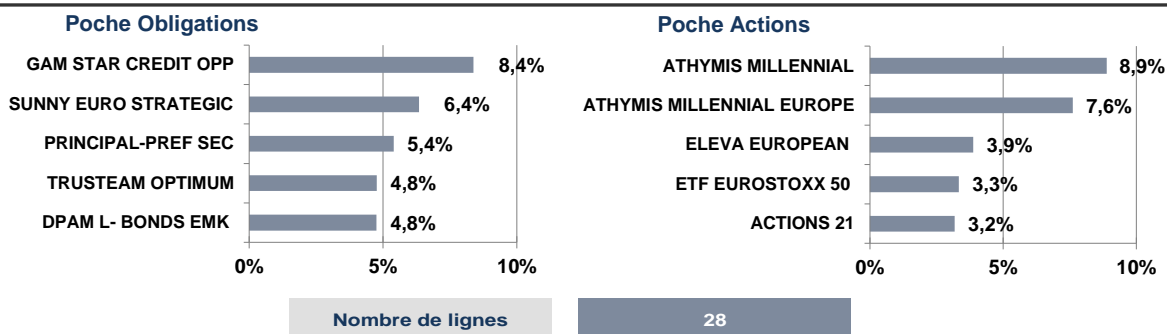 Poche Obligations
GAM STAR CREDIT OPP 8,4%
SUNNY EURO STRATEGIC 6,4%
PRINCIPAL-PREF SEC 5,4%
TRUSTEAM OPTIMUM 4,8%
DPAM L- BONDS EMK 4,8%
0% 5% 10%
Poche Actions
ATHYMIS MILLENNIAL 8,9%
ATHYMIS MILLENNIAL EUROPE 7,6%
ELEVA EUROPEAN 3,9%
ETF EUROSTOXX 50 3,3%
ACTIONS 21 3,2%
0% 5% 10%
Nombre de lignes 28